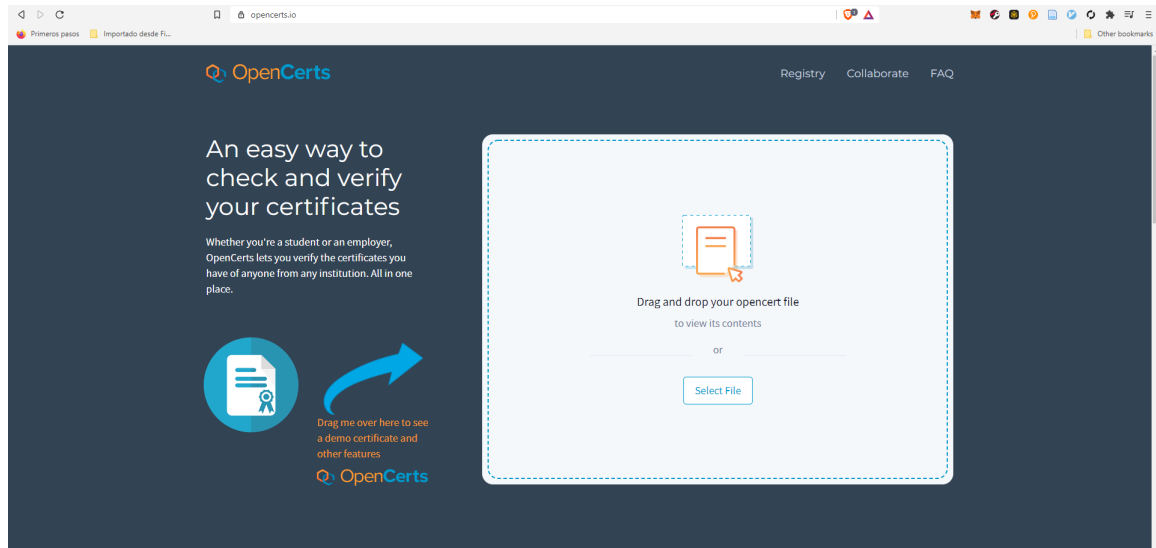 opencerts.io
Primeros pasos
Importado desde Fi...
Other bookmarks
OpenCerts
Registry
Collaborate
FAQ
An easy way to
check and verify
your certificates
Whether you're a student or an employer,
OpenCerts lets you verify the certificates you
have of anyone from any institution. All in one
place.
Drag me over here to see
a demo certificate and
other features
OpenCerts
Drag and drop your opencert file
to view its contents
or
Select File